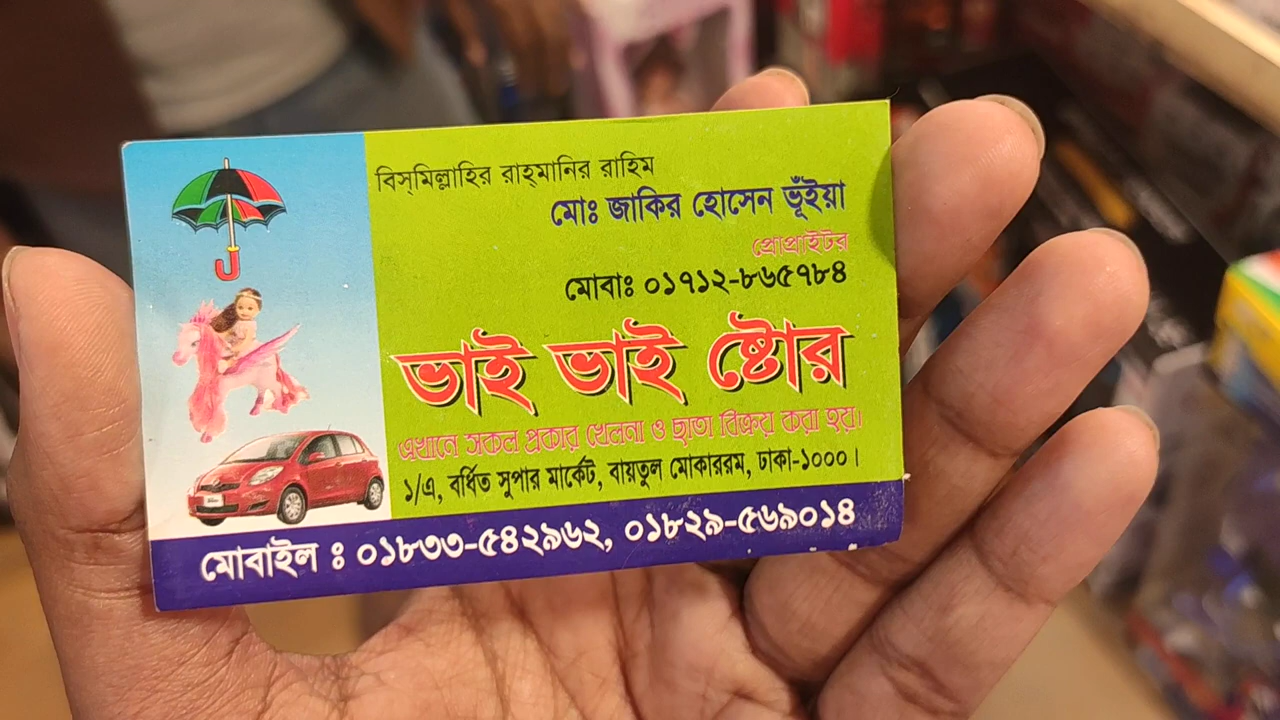 বিস্‌মিল্লাহির রাহ্‌মানির রাহিম
মোঃ জাকির হোসেন ভূঁইয়া
প্রোপ্রাইটর
মোবাঃ ০১৭১২-৮৬৫৭৮৪
ভাই ভাই ষ্টোর
এখানে সকল প্রকার খেলনা ও ছাতা বিক্রয় করা হয়।
১/এ, বর্ধিত সুপার মার্কেট, বায়তুল মোকাররম, ঢাকা-১০০০।
মোবাইল ঃ ০১৮৩৩-৫৪২৯৬২, ০১৮২৯-৫৬৯০১৪